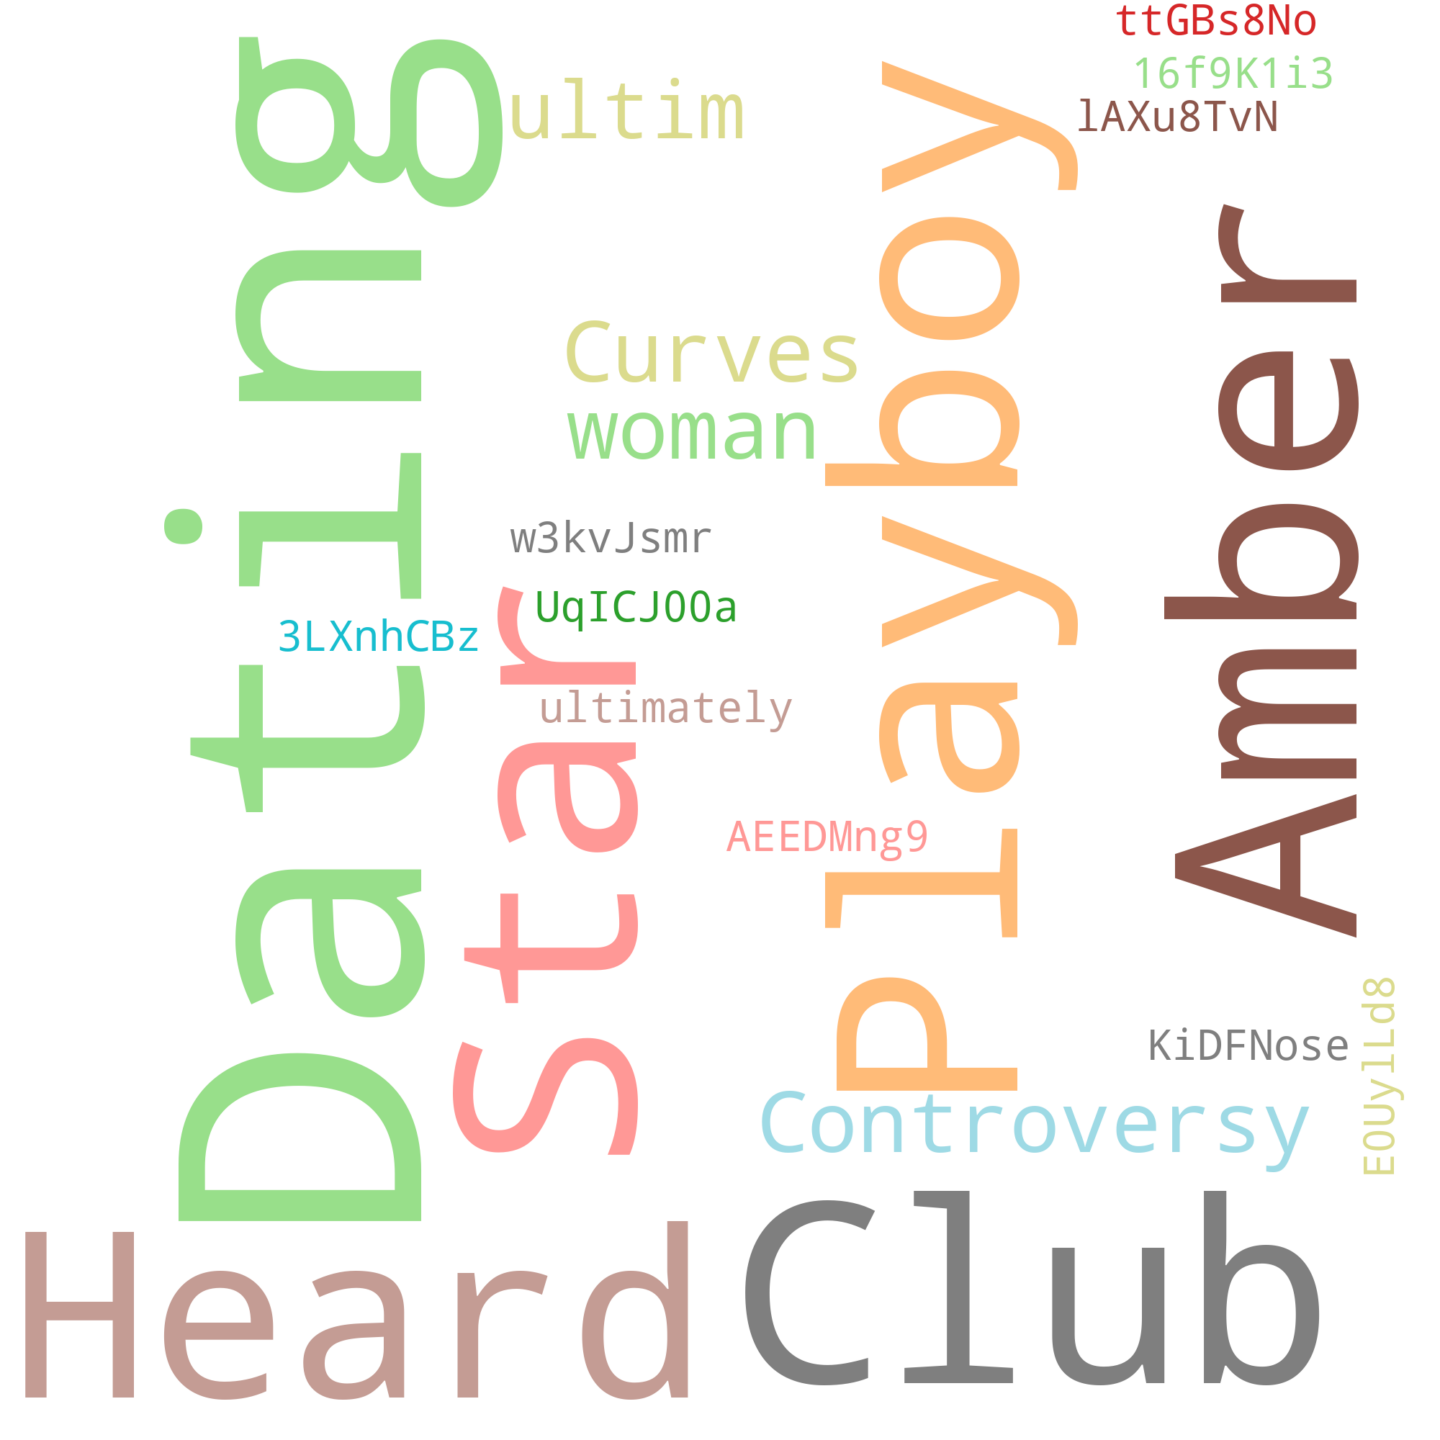 ttGBs8No
16f9K1i3
lAXu8TvN
ultim
Dating
Playboy
Amber
Curves
woman
w3kvJsmr
UqICJ00a
3LXnhCBz
Star
ultimately
AEEDMng9
KiDFNose
E0UylLd8
Controversy
Heard
Club